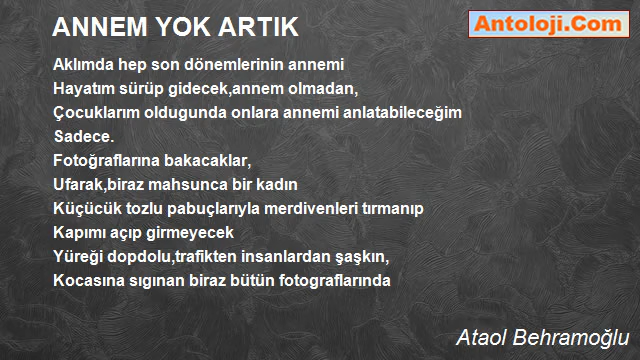 ANNEM YOK ARTIK
Antoloji.Com
Aklımda hep son dönemlerinin annemi
Hayatım sürüp gidecek,annem olmadan,
Çocuklarım oldugunda onlara annemi anlatabileceğim
Sadece.
Fotoğraflarına bakacaklar,
Ufarak,biraz mahsunca bir kadın
Küçücük tozlu pabuçlarıyla merdivenleri tırmanıp
Kapımı açıp girmeyecek
Yüreği dopdolu,trafikten insanlardan şaşkın,
Kocasına sıgınan biraz bütün fotograflarında
Ataol Behramoğlu